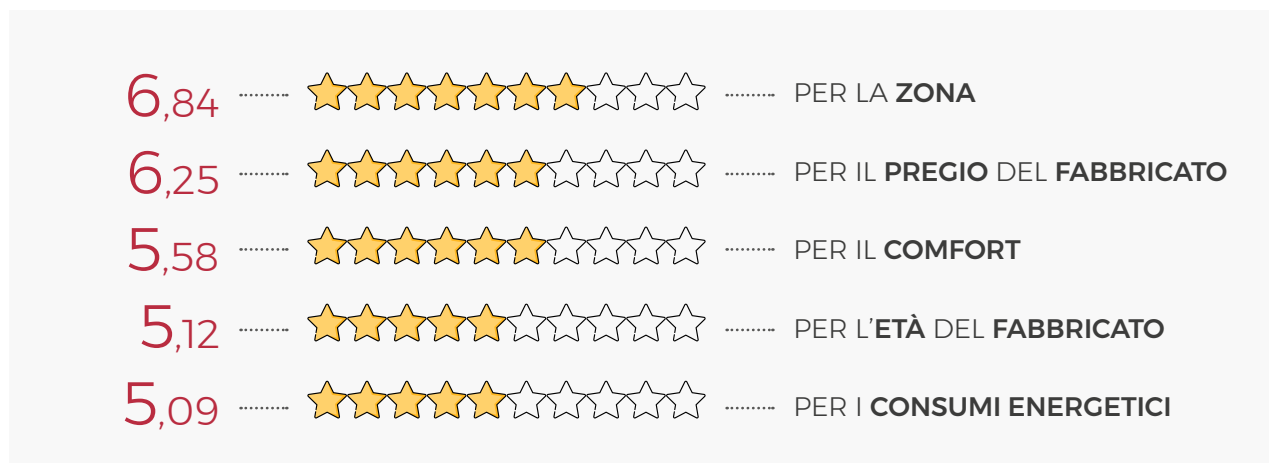 6,84 PER LA ZONA
6,25 PER IL PREGIO DEL FABBRICATO
5,58 PER IL COMFORT
5,12 PER L'ETÀ DEL FABBRICATO
5,09 PER I CONSUMI ENERGETICI